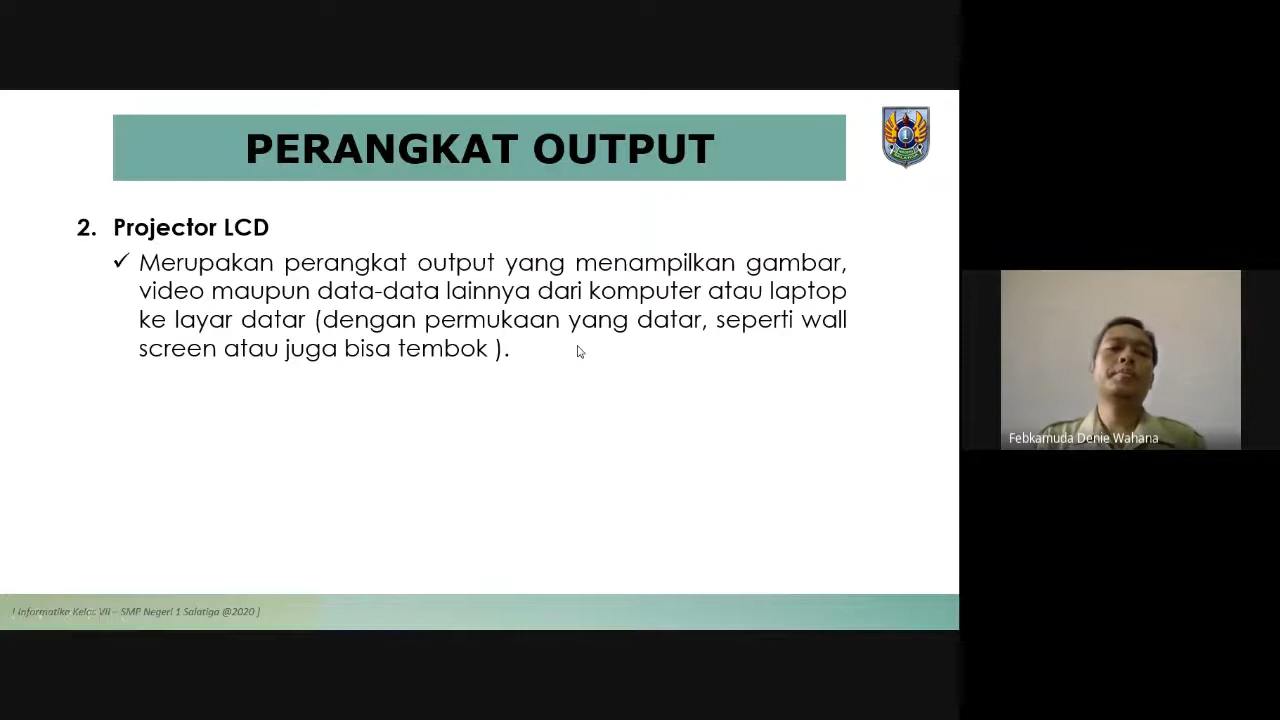 PERANGKAT OUTPUT
2. Projector LCD
✓ Merupakan perangkat output yang menampilkan gambar,
video maupun data-data lainnya dari komputer atau laptop
ke layar datar (dengan permukaan yang datar, seperti wall
screen atau juga bisa tembok ).
Febkamuda Denie Wahana
[ Informatika Kelas VII – SMP Negeri 1 Salatiga @2020 ]